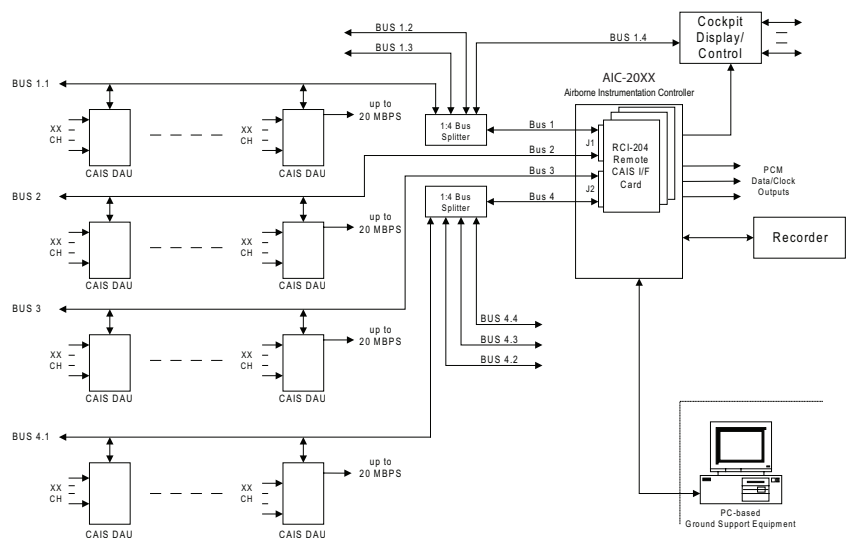 BUS 1.2
BUS 1.3
BUS 1.4
Cockpit
Display/
Control
AIC-20XX
Airborne Instrumentation Controller
BUS 1.1
up to
20 MBPS
XX
CH
XX
CH
CAIS DAU
CAIS DAU
1:4 Bus
Splitter
Bus 1
Bus 2
Bus 3
Bus 4
J1
J2
RCI-204
Remote
CAIS I/F
Card
PCM
Data/Clock
Outputs
Recorder
BUS 2
up to
20 MBPS
XX
CH
XX
CH
CAIS DAU
CAIS DAU
1:4 Bus
Splitter
BUS 3
up to
20 MBPS
XX
CH
XX
CH
CAIS DAU
CAIS DAU
BUS 4.4
BUS 4.3
BUS 4.2
BUS 4.1
up to
20 MBPS
XX
CH
XX
CH
CAIS DAU
CAIS DAU
PC-based
Ground Support Equipment